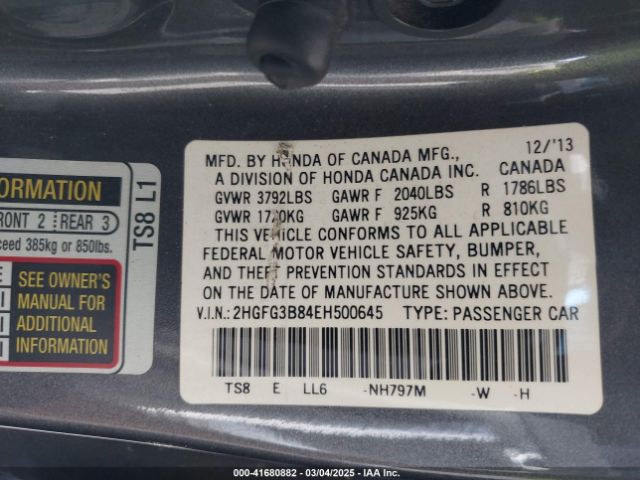 ORMATION
FRONT 2 REAR 3
ceed 385kg or 850lbs.
SEE OWNER'S
MANUAL FOR
ADDITIONAL
INFORMATION
TS8 L1
12/'13
MFD. BY HONDA OF CANADA MFG., CANADA
A DIVISION OF HONDA CANADA INC.
GVWR 3792LBS GAWR F 2040LBS R 1786LBS
GVWR 1720KG GAWR F 925KG R 810KG
THIS VEHICLE CONFORMS TO ALL APPLICABLE
FEDERAL MOTOR VEHICLE SAFETY, BUMPER,
AND THEFT PREVENTION STANDARDS IN EFFECT
ON THE DATE OF MANUFACTURE SHOWN ABOVE.
V.I.N.: 2HGFG3B84EH500645 TYPE: PASSENGER CAR
TS8 E LL6 -NH797M -W -H
000-41680882 - 03/04/2025 - IAA Inc.